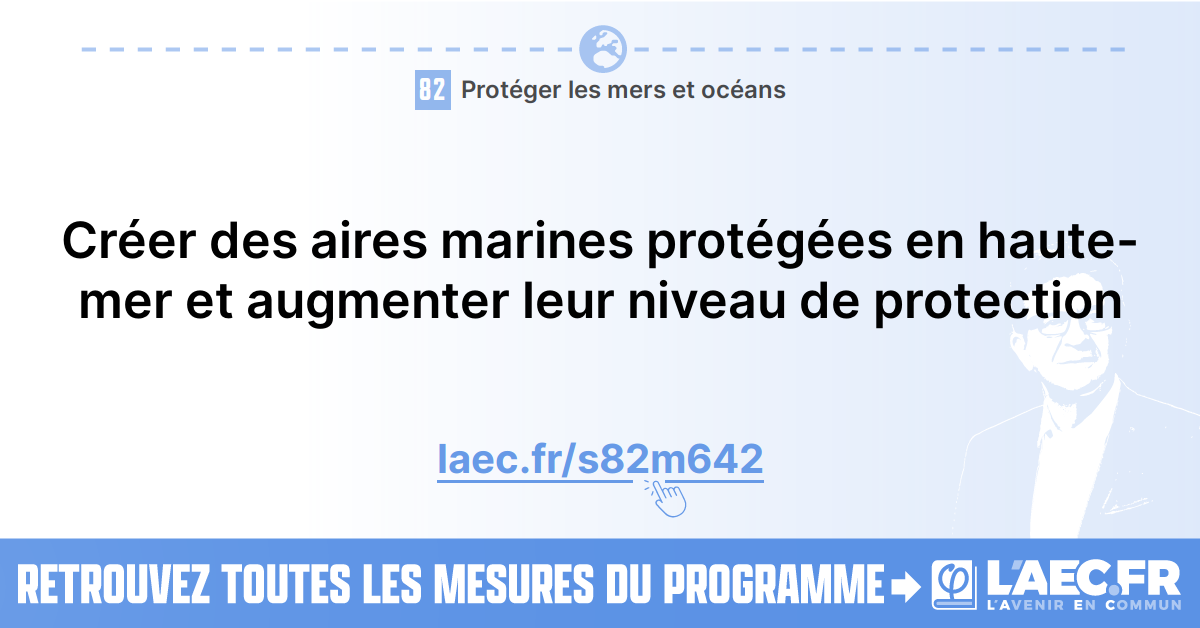 82 Protéger les mers et océans
Créer des aires marines protégées en haute-
mer et augmenter leur niveau de protection
laec.fr/s82m642
RETROUVEZ TOUTES LES MESURES DU PROGRAMME
φ L'AEC.FR
L'AVENIR EN COMMUN